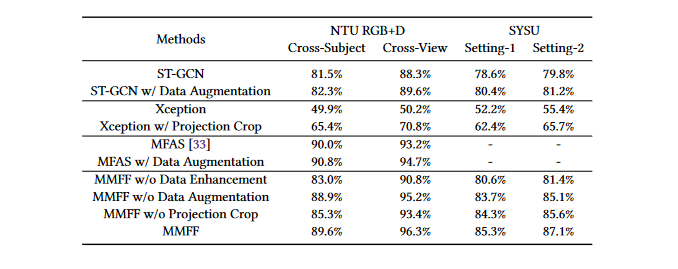 Methods NTU RGB+D SYSU
Cross-Subject Cross-View Setting-1 Setting-2
ST-GCN 81.5% 88.3% 78.6% 79.8%
ST-GCN w/ Data Augmentation 82.3% 89.6% 80.4% 81.2%
Xception 49.9% 50.2% 52.2% 55.4%
Xception w/ Projection Crop 65.4% 70.8% 62.4% 65.7%
MFAS [33] 90.0% 93.2% - -
MFAS w/ Data Augmentation 90.8% 94.7% - -
MMFF w/o Data Enhancement 83.0% 90.8% 80.6% 81.4%
MMFF w/o Data Augmentation 88.9% 95.2% 83.7% 85.1%
MMFF w/o Projection Crop 85.3% 93.4% 84.3% 85.6%
MMFF 89.6% 96.3% 85.3% 87.1%